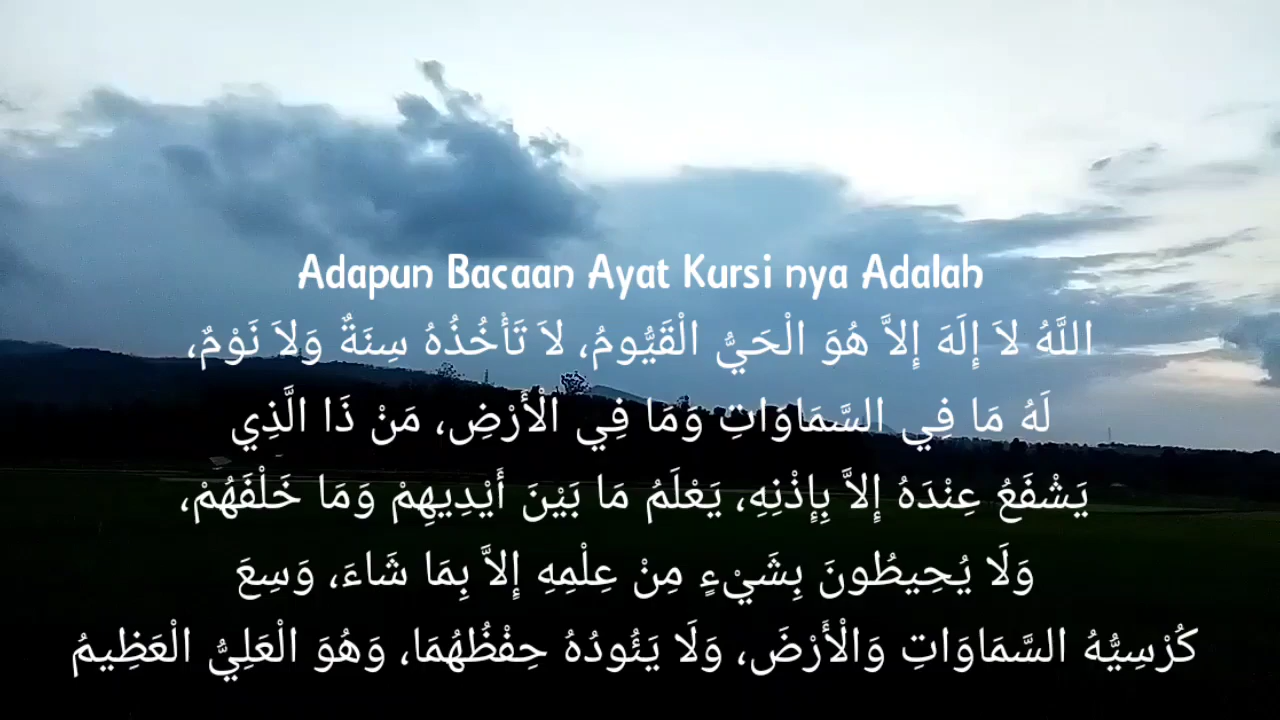 Adapun Bacaan Ayat Kursi nya Adalah
اللَّهُ لاَ إِلَهَ إِلاَّ هُوَ الْحَيُّ الْقَيُّومُ، لاَ تَأْخُذُهُ سِنَةٌ وَلاَ نَوْمٌ،
لَهُ مَا فِي السَّمَاوَاتِ وَمَا فِي الْأَرْضِ، مَنْ ذَا الَّذِي
يَشْفَعُ عِنْدَهُ إِلاَّ بِإِذْنِهِ، يَعْلَمُ مَا بَيْنَ أَيْدِيهِمْ وَمَا خَلْفَهُمْ،
وَلَا يُحِيطُونَ بِشَيْءٍ مِنْ عِلْمِهِ إِلاَّ بِمَا شَاءَ، وَسِعَ
كُرْسِيُّهُ السَّمَاوَاتِ وَالْأَرْضَ، وَلَا يَئُودُهُ حِفْظُهُمَا، وَهُوَ الْعَلِيُّ الْعَظِيمُ